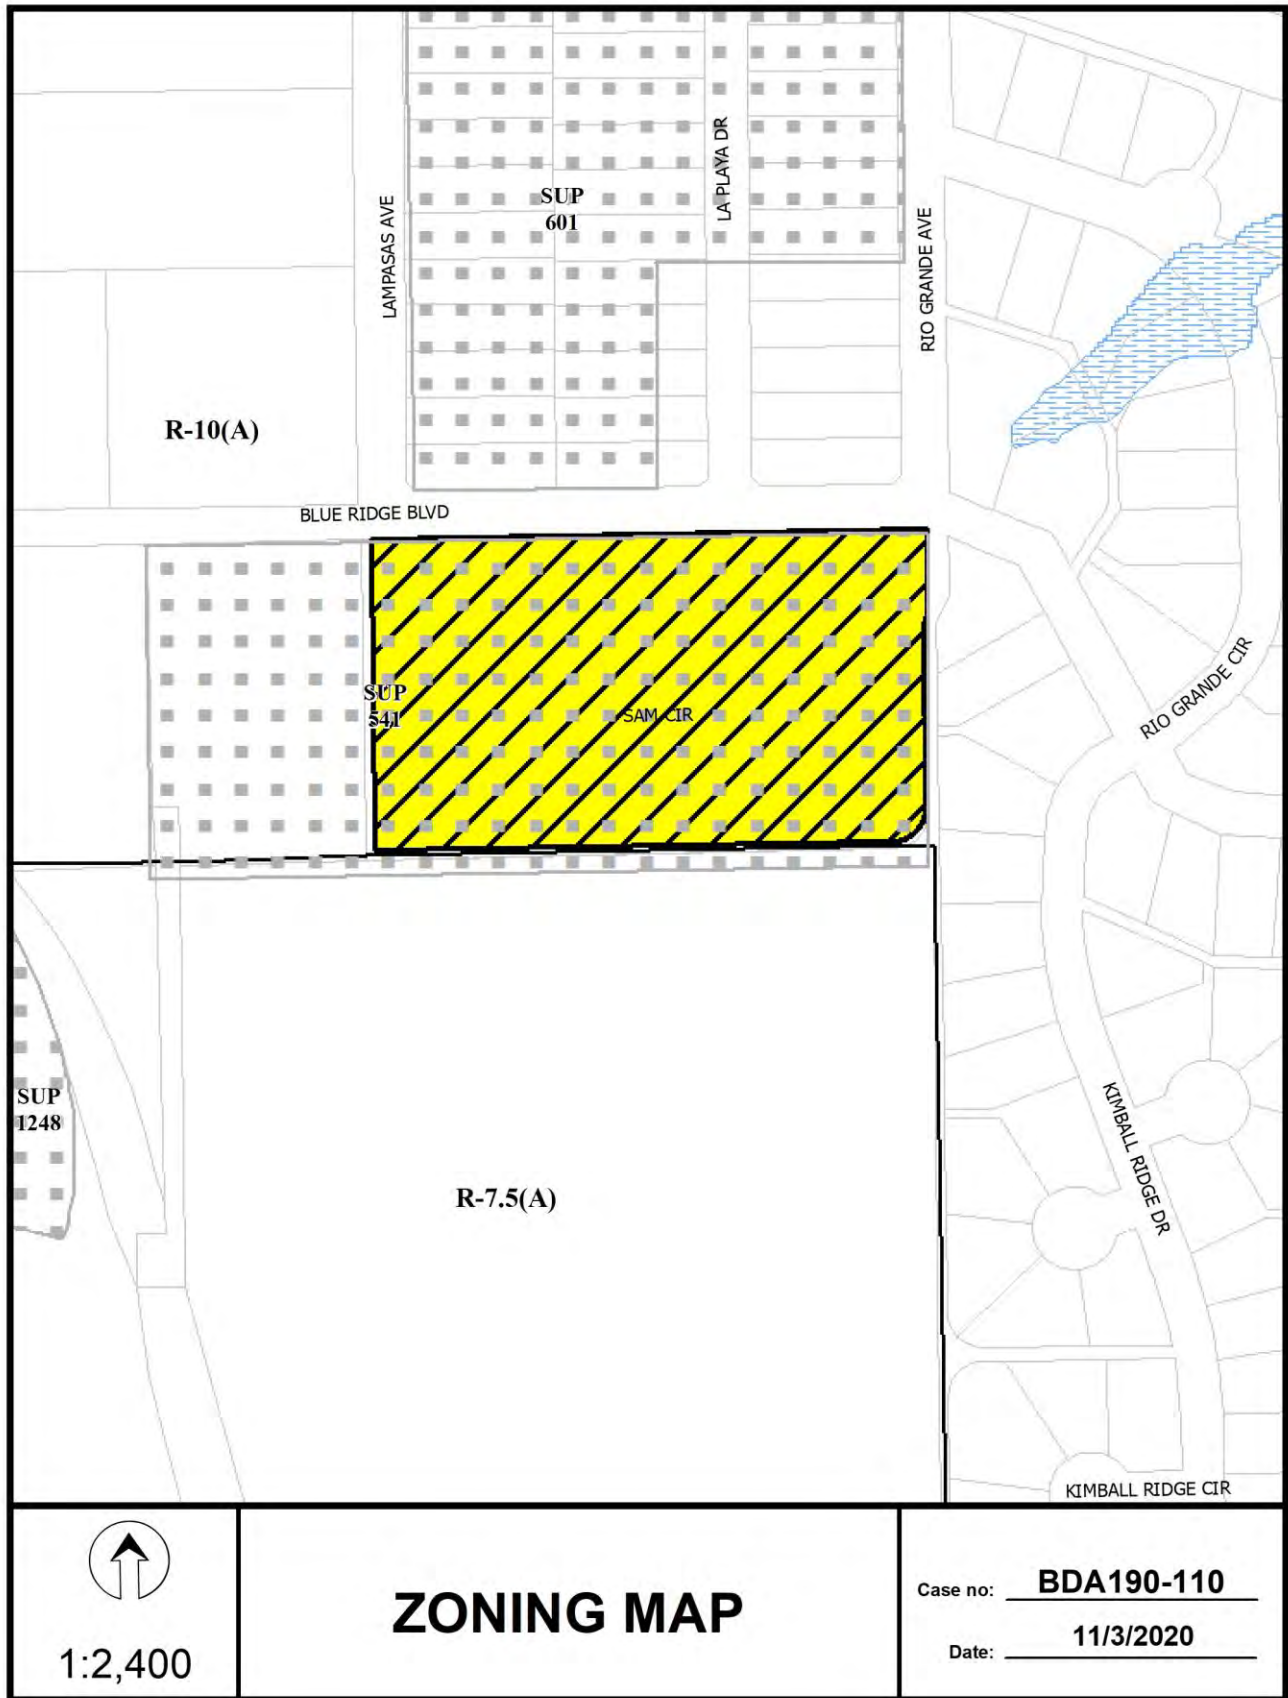 LA PLAYA DR
SUP
601
LAMPASAS AVE
RIO GRANDE AVE
R-10(A)
BLUE RIDGE BLVD
RIO GRANDE CIR
SUP
541
SAM CIR
SUP
1248
KIMBALL RIDGE DR
R-7.5(A)
KIMBALL RIDGE CIR
1:2,400
ZONING MAP
Case no: BDA190-110
Date: 11/3/2020